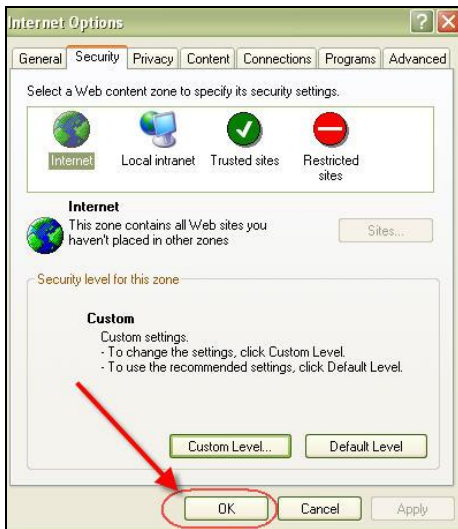 Internet Options
General Security Privacy Content Connections Programs Advanced
Select a Web content zone to specify its security settings.
Internet Local intranet Trusted sites Restricted sites
Internet
This zone contains all Web sites you
haven't placed in other zones
Sites...
Security level for this zone
Custom
Custom settings.
- To change the settings, click Custom Level.
- To use the recommended settings, click Default Level.
Custom Level... Default Level
OK Cancel Apply